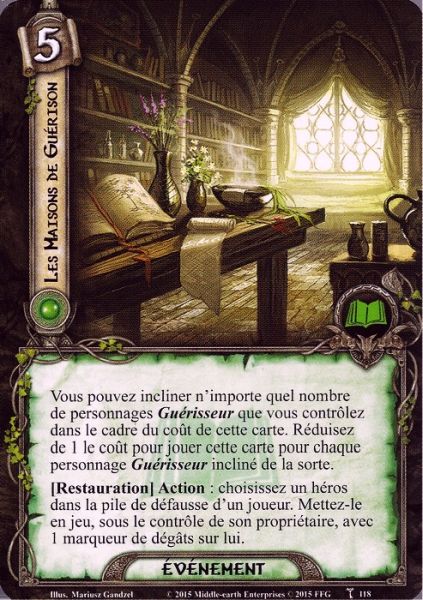 5
Les Maisons de Guérison
Vous pouvez incliner n'importe quel nombre
de personnages Guérisseur que vous contrôlez
dans le cadre du coût de cette carte. Réduisez
de 1 le coût pour jouer cette carte pour chaque
personnage Guérisseur incliné de la sorte.
[Restauration] Action : choisissez un héros
dans la pile de défausse d'un joueur. Mettez-le
en jeu, sous le contrôle de son propriétaire, avec
1 marqueur de dégâts sur lui.
ÉVÉNEMENT
Illus. Mariusz Gandzel © 2015 Middle-earth Enterprises © 2015 FFG 118